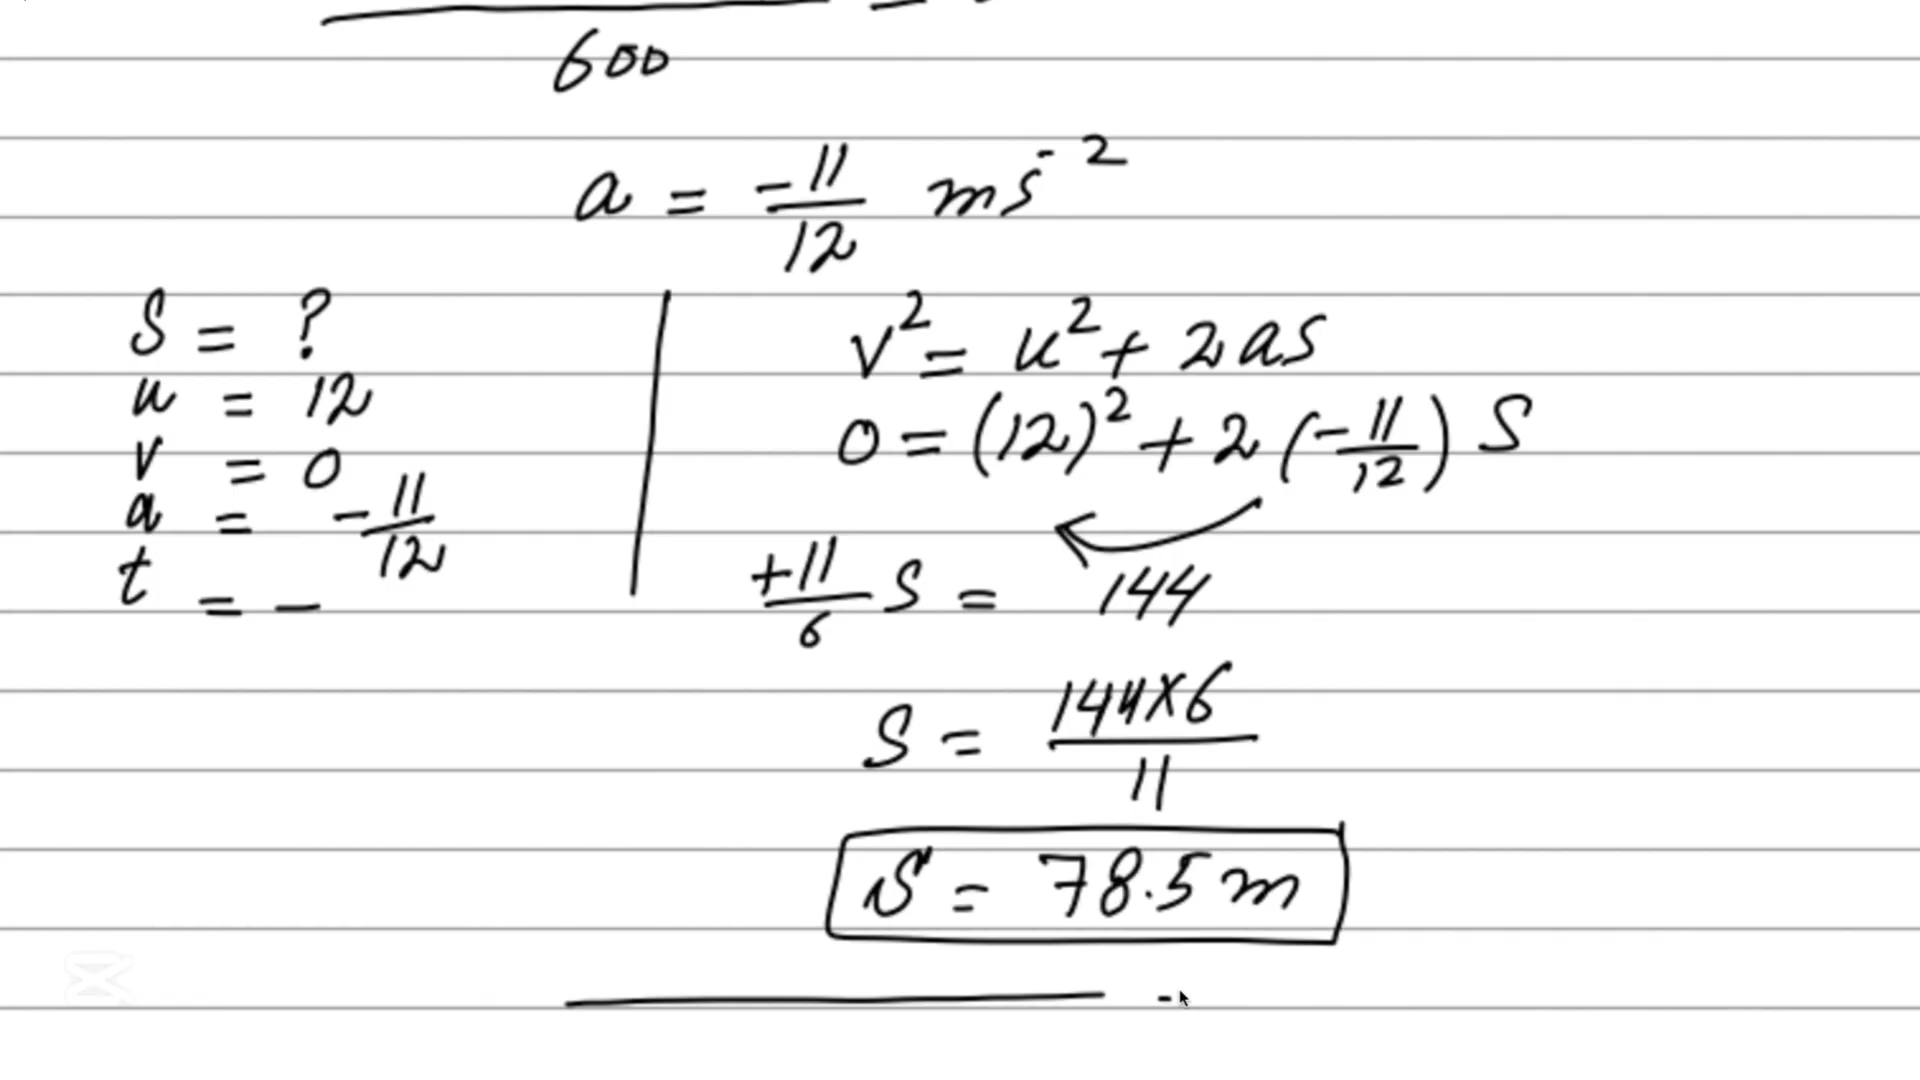 600
a = -11/12 ms⁻²
S = ?
u = 12
v = 0
a = -11/12
t = -
v² = u² + 2as
0 = (12)² + 2(-11/12) S
+11/6 S = 144
S = 144×6/11
S = 78.5 m